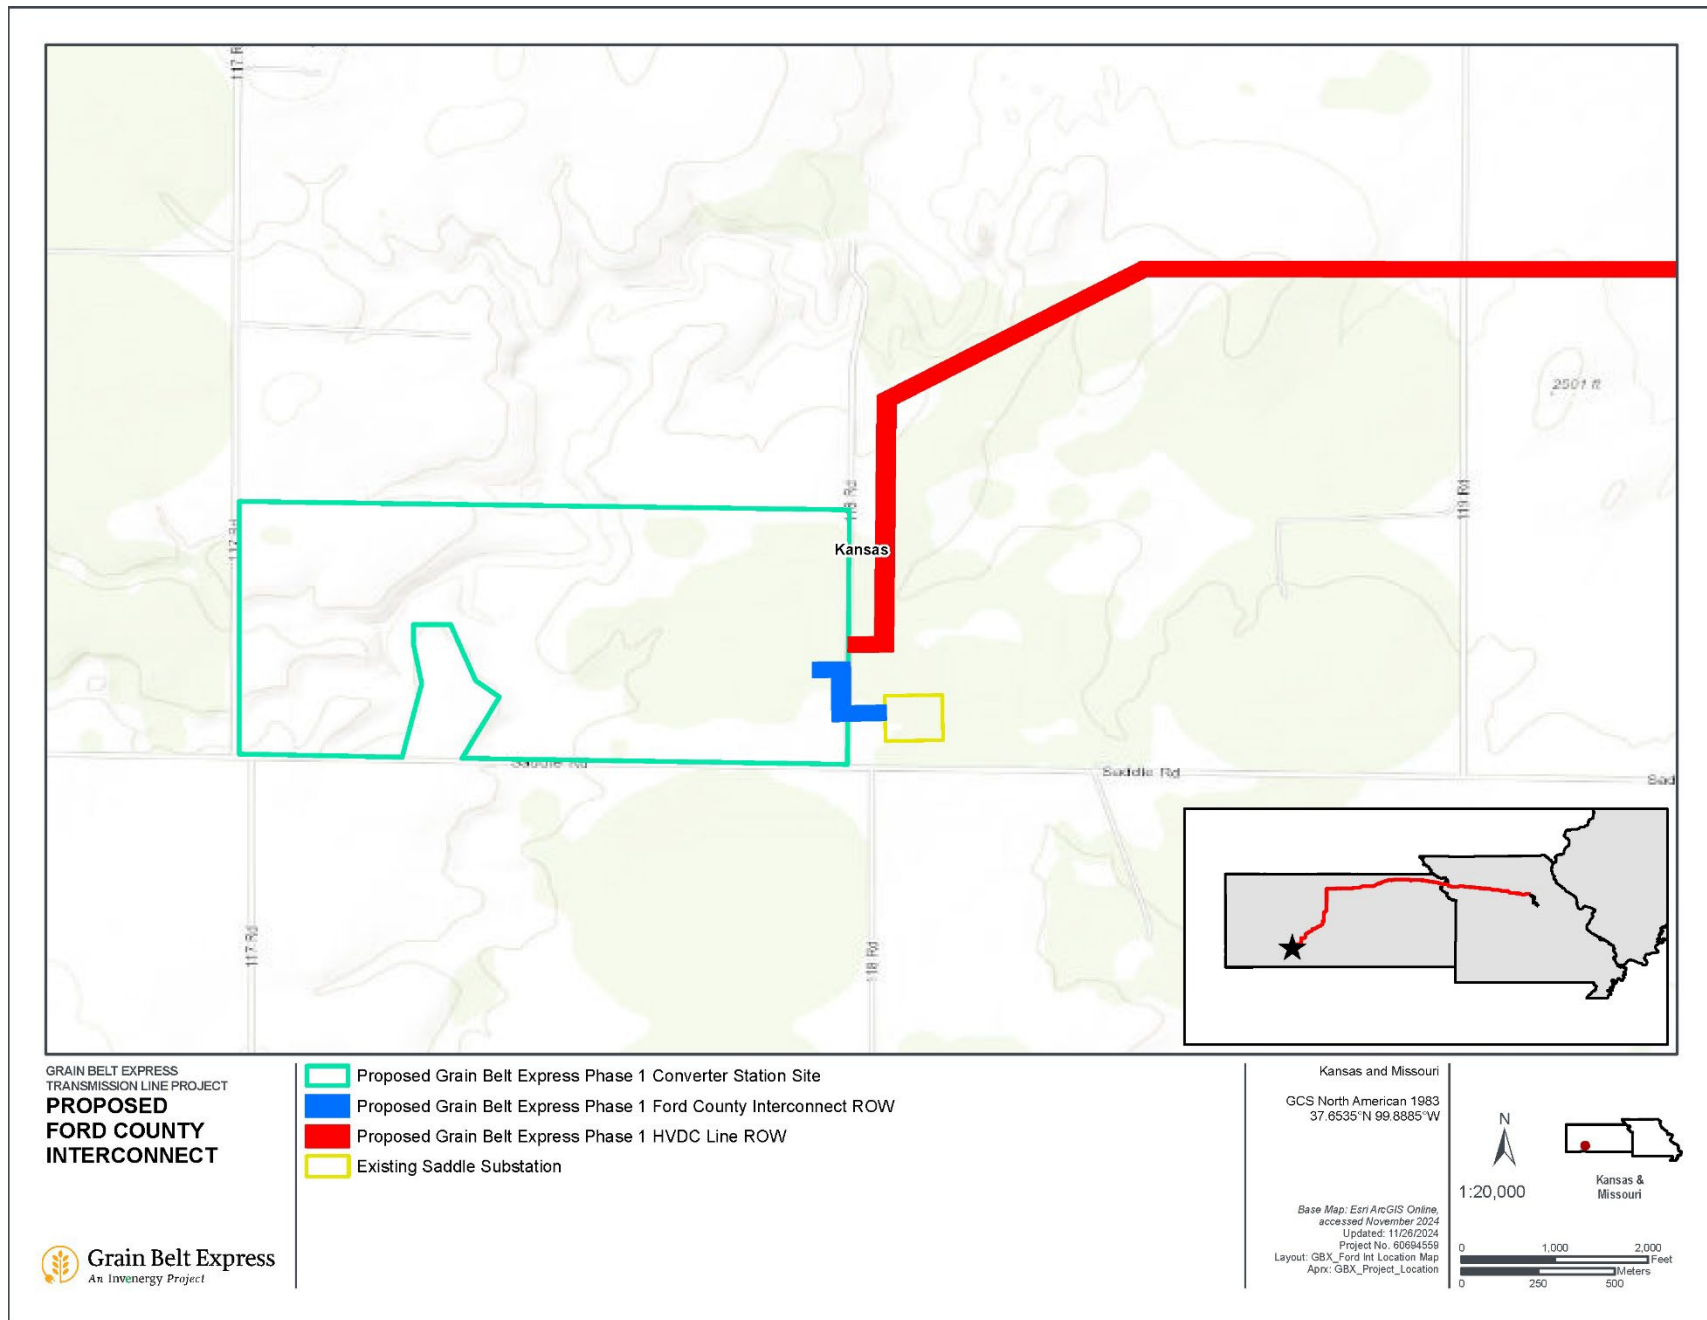 117 R
2501 ft
118 Rd
119 Rd
117 Rd
Kansas
Saddle Rd
Saddle Rd
Sad
117 Rd
118 Rd
GRAIN BELT EXPRESS
TRANSMISSION LINE PROJECT
PROPOSED
FORD COUNTY
INTERCONNECT
Grain Belt Express
An Invenergy Project
Proposed Grain Belt Express Phase 1 Converter Station Site
Proposed Grain Belt Express Phase 1 Ford County Interconnect ROW
Proposed Grain Belt Express Phase 1 HVDC Line ROW
Existing Saddle Substation
Kansas and Missouri
GCS North American 1983
37.6535°N 99.8885°W
Base Map: Esri ArcGIS Online,
accessed November 2024
Updated: 11/26/2024
Project No. 60694559
Layout: GBX_Ford Int Location Map
Aprx: GBX_Project_Location
N
1:20,000
Kansas &
Missouri
0 1,000 2,000
Feet
Meters
0 250 500